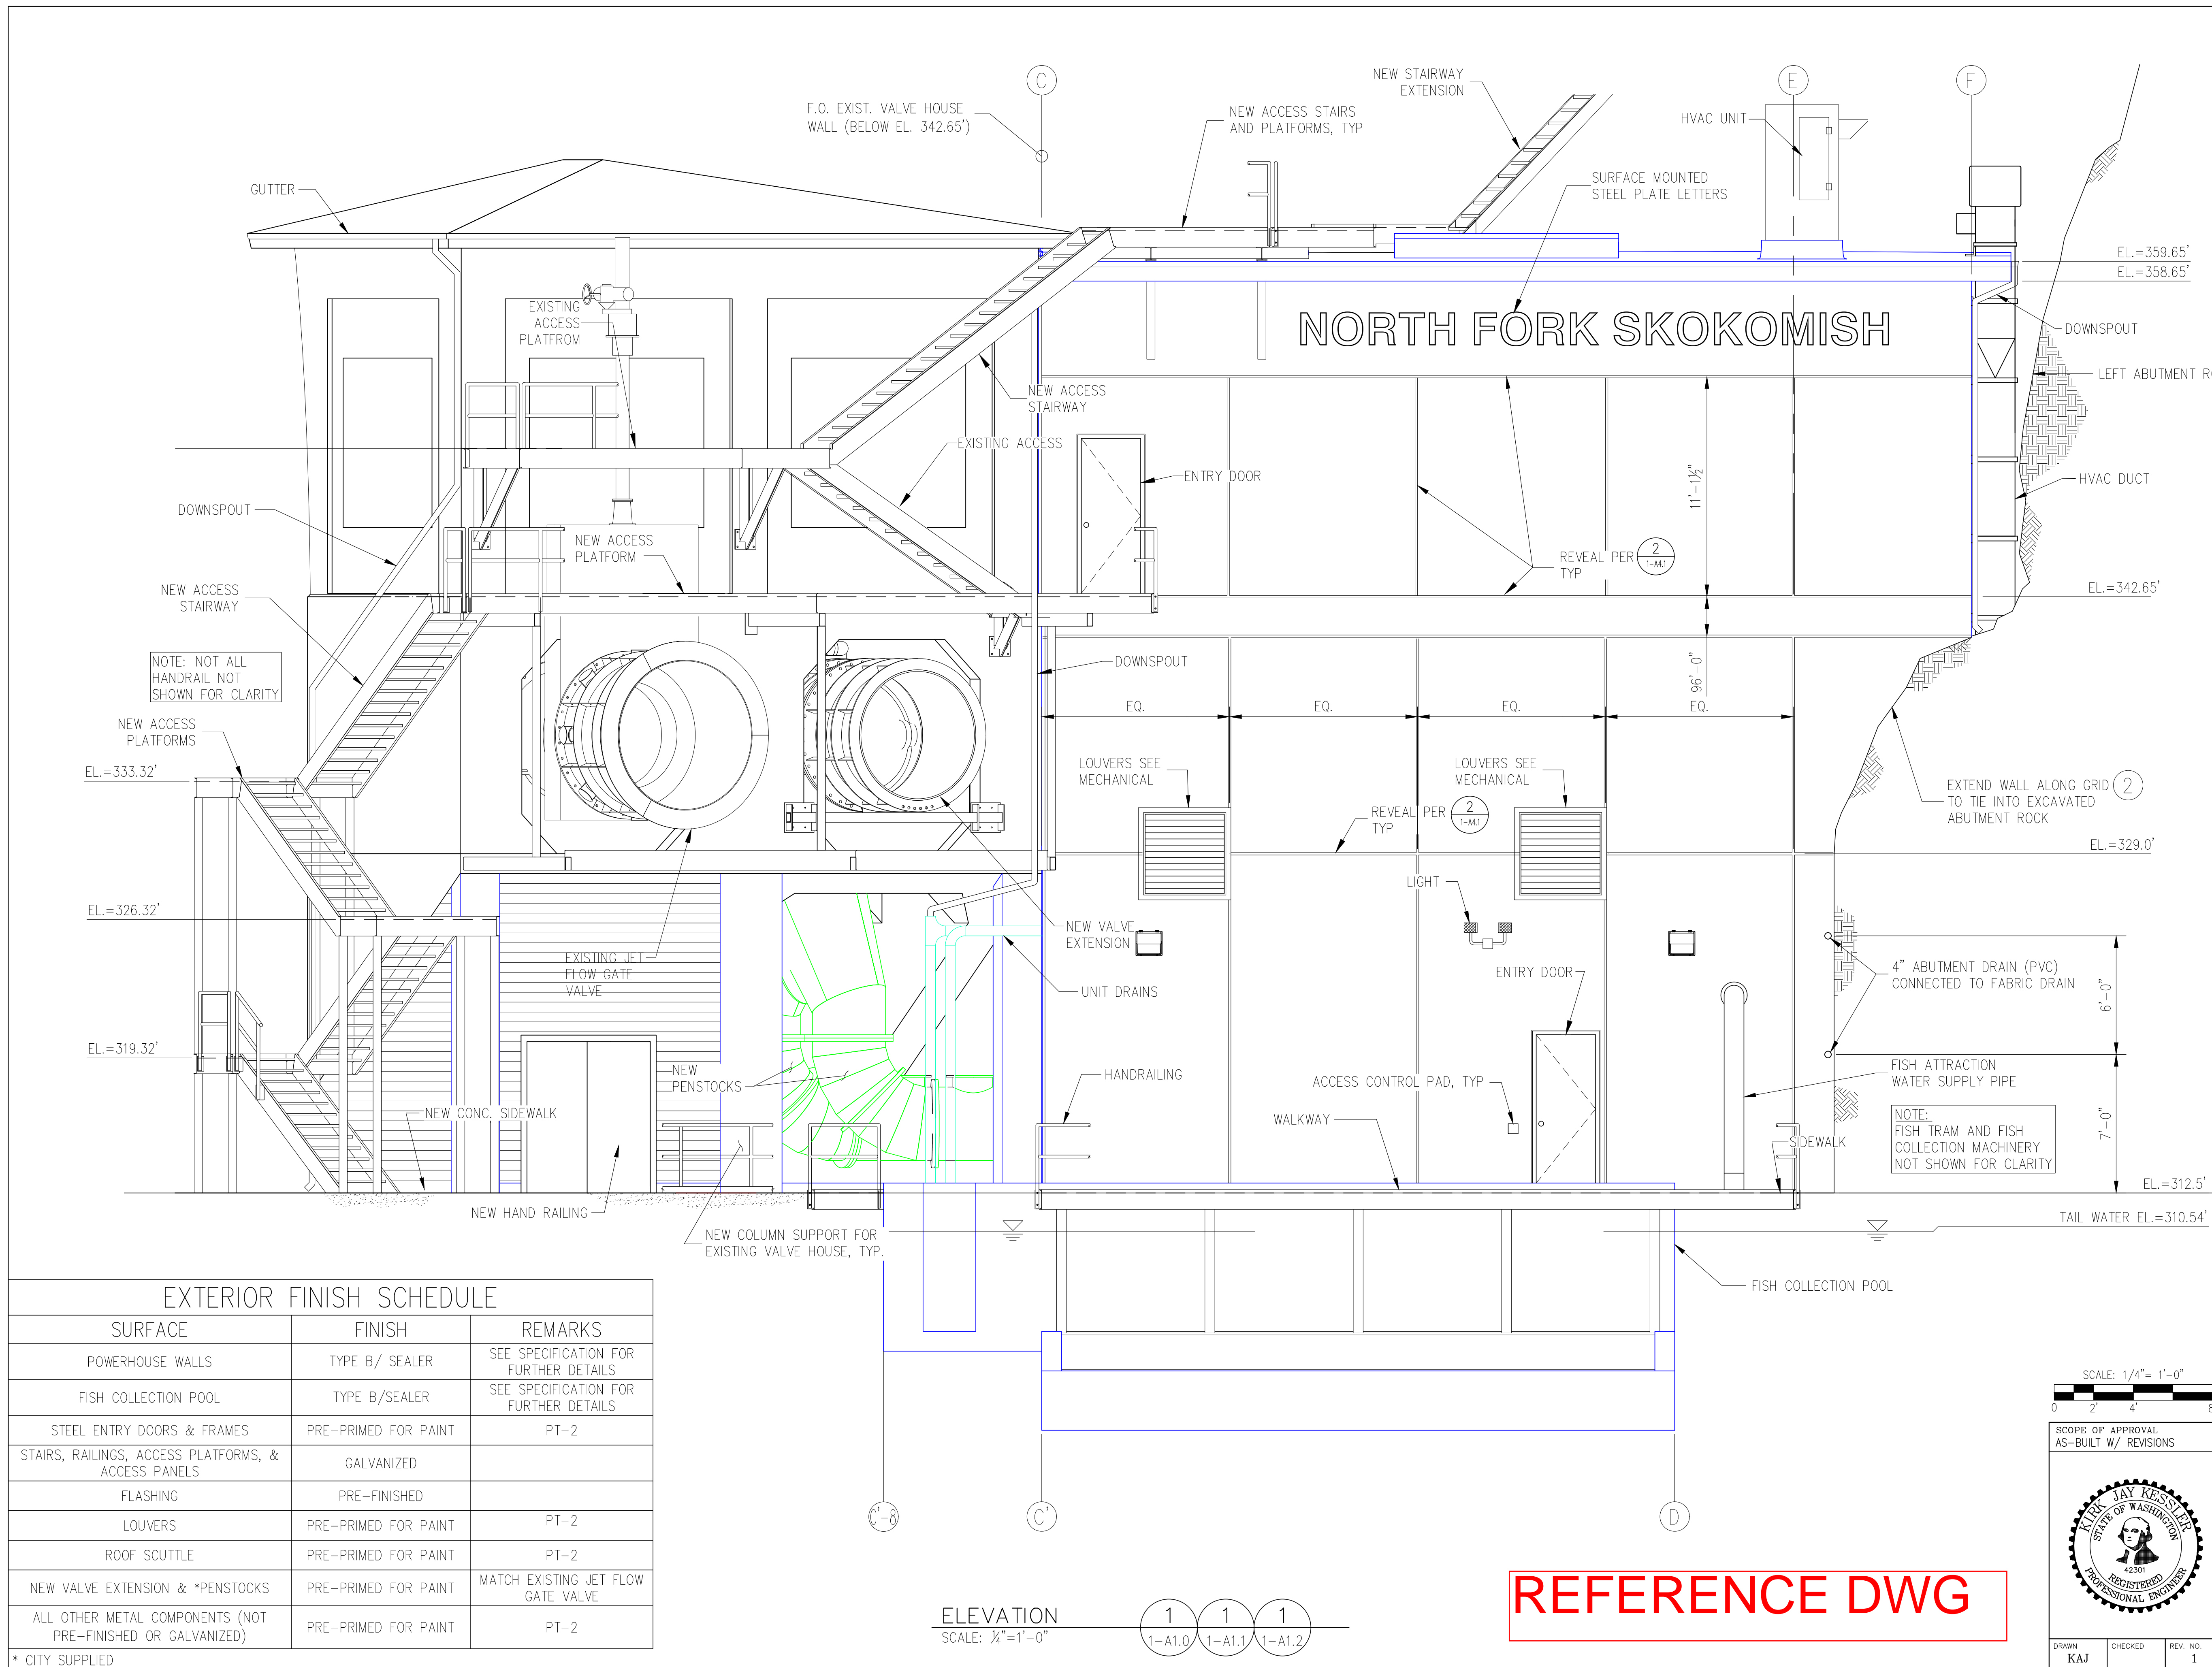 C
E
F
F.O. EXIST. VALVE HOUSE
WALL (BELOW EL. 342.65')
NEW ACCESS STAIRS
AND PLATFORMS, TYP
NEW STAIRWAY
EXTENSION
HVAC UNIT
GUTTER
SURFACE MOUNTED
STEEL PLATE LETTERS
EL.=359.65'
EL.=358.65'
EXISTING
ACCESS
PLATFROM
NORTH FORK SKOKOMISH
DOWNSPOUT
LEFT ABUTMENT
NEW ACCESS
STAIRWAY
EXISTING ACCESS
ENTRY DOOR
11'-1½"
HVAC DUCT
DOWNSPOUT
NEW ACCESS
PLATFORM
REVEAL PER
TYP
2
1-A4.1
NEW ACCESS
STAIRWAY
EL.=342.65'
NOTE: NOT ALL
HANDRAIL NOT
SHOWN FOR CLARITY
DOWNSPOUT
96'-0"
EQ.
EQ.
EQ.
EQ.
NEW ACCESS
PLATFORMS
EL.=333.32'
LOUVERS SEE
MECHANICAL
LOUVERS SEE
MECHANICAL
EXTEND WALL ALONG GRID 2
TO TIE INTO EXCAVATED
ABUTMENT ROCK
REVEAL PER
TYP
2
1-A4.1
EL.=329.0'
LIGHT
EL.=326.32'
NEW VALVE
EXTENSION
EXISTING JET
FLOW GATE
VALVE
UNIT DRAINS
ENTRY DOOR
4" ABUTMENT DRAIN (PVC)
CONNECTED TO FABRIC DRAIN
6'-0"
EL.=319.32'
NEW
PENSTOCKS
HANDRAILING
ACCESS CONTROL PAD, TYP
FISH ATTRACTION
WATER SUPPLY PIPE
NEW CONC. SIDEWALK
WALKWAY
SIDEWALK
NOTE:
FISH TRAM AND FISH
COLLECTION MACHINERY
NOT SHOWN FOR CLARITY
7'-0"
EL.=312.5'
NEW HAND RAILING
TAIL WATER EL.=310.54'
NEW COLUMN SUPPORT FOR
EXISTING VALVE HOUSE, TYP.
FISH COLLECTION POOL
EXTERIOR FINISH SCHEDULE
SURFACE FINISH REMARKS
POWERHOUSE WALLS TYPE B/ SEALER SEE SPECIFICATION FOR
FURTHER DETAILS
FISH COLLECTION POOL TYPE B/SEALER SEE SPECIFICATION FOR
FURTHER DETAILS
STEEL ENTRY DOORS & FRAMES PRE-PRIMED FOR PAINT PT-2
STAIRS, RAILINGS, ACCESS PLATFORMS, &
ACCESS PANELS GALVANIZED
FLASHING PRE-FINISHED
LOUVERS PRE-PRIMED FOR PAINT PT-2
ROOF SCUTTLE PRE-PRIMED FOR PAINT PT-2
NEW VALVE EXTENSION & *PENSTOCKS PRE-PRIMED FOR PAINT MATCH EXISTING JET FLOW
GATE VALVE
ALL OTHER METAL COMPONENTS (NOT
PRE-FINISHED OR GALVANIZED) PRE-PRIMED FOR PAINT PT-2
* CITY SUPPLIED
C'-8
C'
D
ELEVATION
SCALE: ¼"=1'-0"
1
1-A1.0
1
1-A1.1
1
1-A1.2
REFERENCE DWG
SCALE: 1/4"= 1'-0"
0 2' 4' 8
SCOPE OF APPROVAL
AS-BUILT W/ REVISIONS
KIRK JAY KESSLER
STATE OF WASHINGTON
42301
REGISTERED
PROFESSIONAL ENGINEER
DRAWN CHECKED REV. NO.
KAJ 1